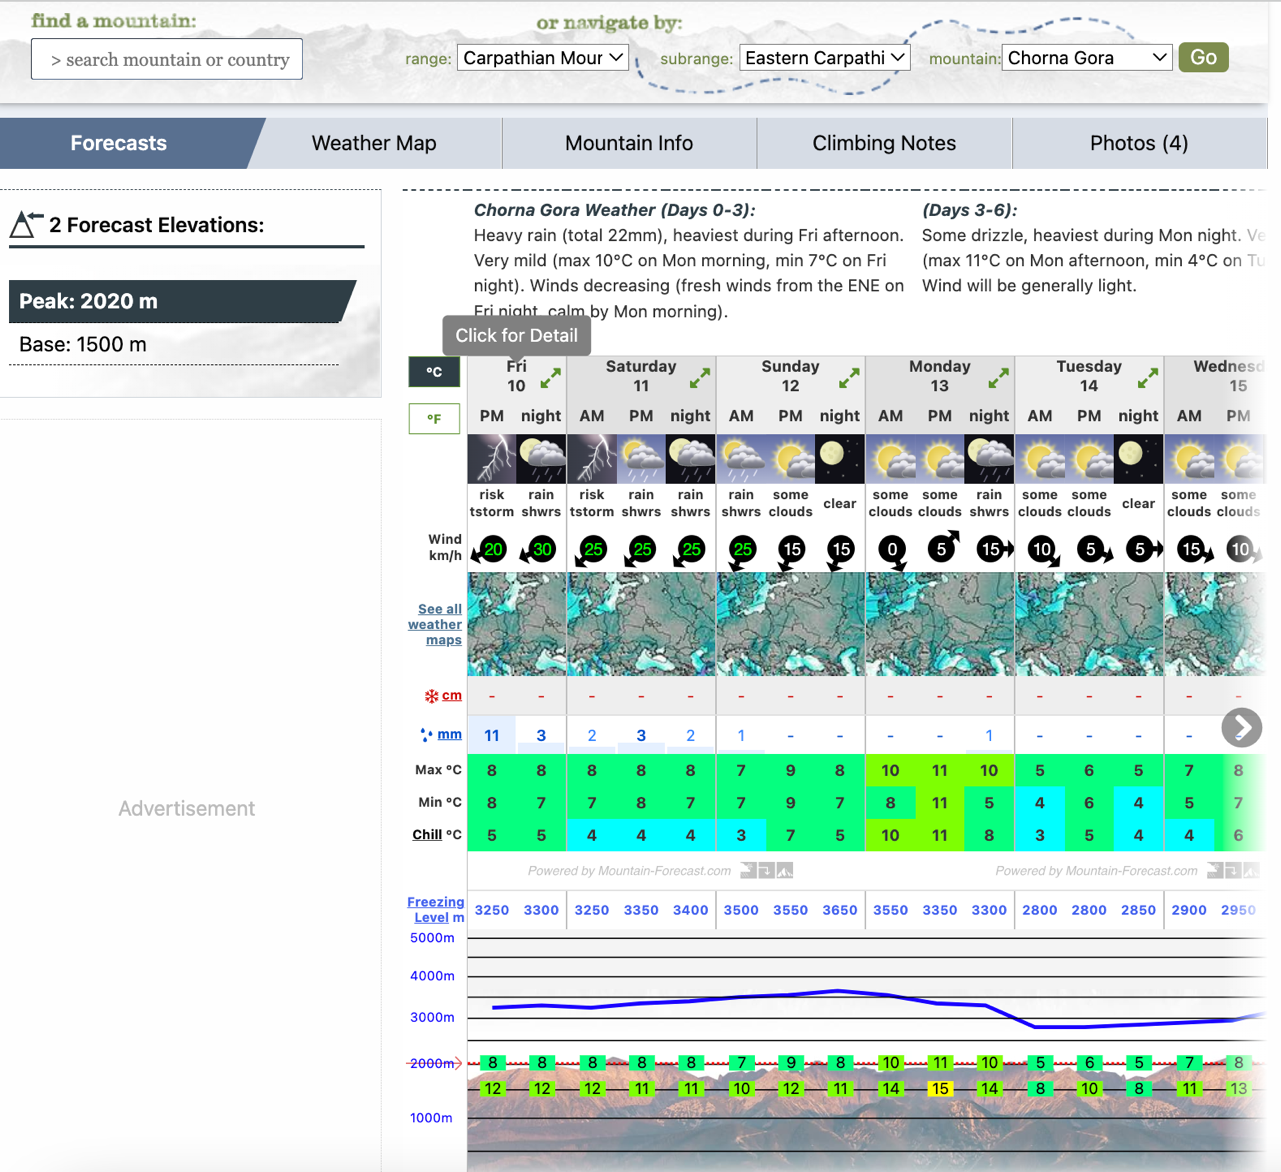 find a mountain:
or navigate by:
> search mountain or country
range: Carpathian Mour
subrange: Eastern Carpathi
mountain: Chorna Gora
Go
Forecasts
Weather Map
Mountain Info
Climbing Notes
Photos (4)
2 Forecast Elevations:
Peak: 2020 m
Base: 1500 m
Advertisement
Chorna Gora Weather (Days 0-3):
Heavy rain (total 22mm), heaviest during Fri afternoon.
Very mild (max 10°C on Mon morning, min 7°C on Fri
night). Winds decreasing (fresh winds from the ENE on
Fri night, calm by Mon morning).
(Days 3-6):
Some drizzle, heaviest during Mon night. Ve
(max 11°C on Mon afternoon, min 4°C on Tu
Wind will be generally light.
Click for Detail
°C
°F
Fri Saturday Sunday Monday Tuesday Wednesd
10 11 12 13 14 15
PM night AM PM night AM PM night AM PM night AM PM night AM PM
risk rain risk rain rain rain some clear some some rain some some clear some some
tstorm shwrs tstorm shwrs shwrs shwrs clouds clouds clouds shwrs clouds clouds clouds clouds
Wind
km/h
20 30 25 25 25 25 15 15 0 5 15 10 5 5 15 10
See all
weather
maps
cm - - - - - - - - - - - - - - - -
mm 11 3 2 3 2 1 - - - - 1 - - - - -
Max °C 8 8 8 8 8 7 9 8 10 11 10 5 6 5 7 8
Min °C 8 7 7 8 7 7 9 7 8 11 5 4 6 4 5 7
Chill °C 5 5 4 4 4 3 7 5 10 11 8 3 5 4 4 6
Powered by Mountain-Forecast.com
Powered by Mountain-Forecast.com
Freezing
Level m
3250 3300 3250 3350 3400 3500 3550 3650 3550 3350 3300 2800 2800 2850 2900 2950
5000m
4000m
3000m
2000m 8 8 8 8 8 7 9 8 10 11 10 5 6 5 7 8
12 12 12 11 11 10 12 11 14 15 14 8 10 8 11 13
1000m